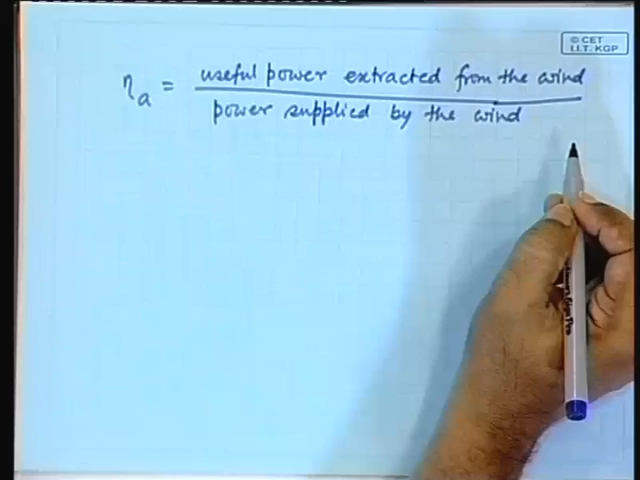 © CET
I.I.T. KGP
ηa = useful power extracted from the wind
power supplied by the wind